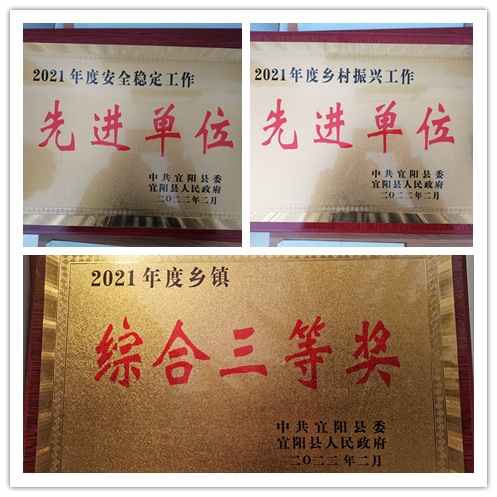 2021年度安全稳定工作
先进单位
中共宜阳县委
宜阳县人民政府
二〇二二年二月
2021年度乡村振兴工作
先进单位
中共宜阳县委
宜阳县人民政府
二〇二二年二月
2021年度乡镇
综合三等奖
中共宜阳县委
宜阳县人民政府
二〇二二年二月